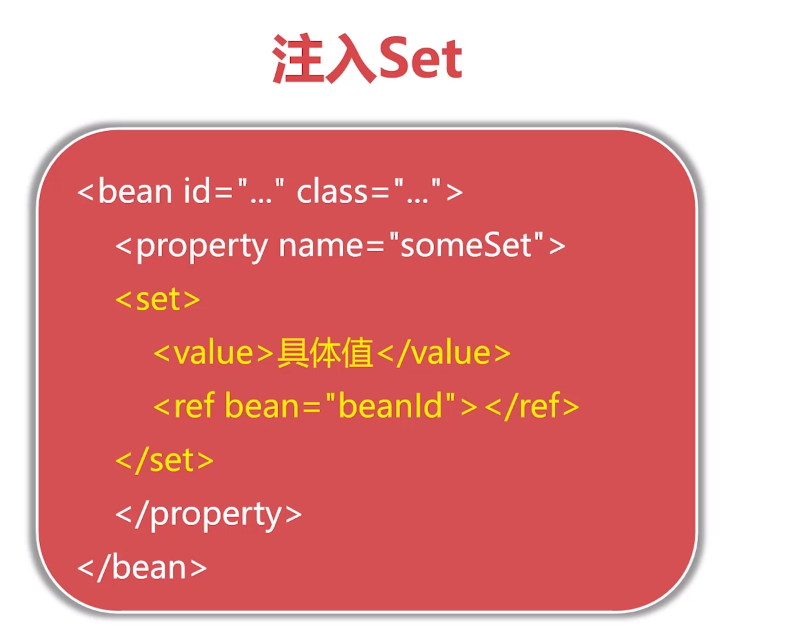 注入Set
<bean id="..." class="...">
<property name="someSet">
<set>
<value>具体值</value>
<ref bean="beanId"></ref>
</set>
</property>
</bean>